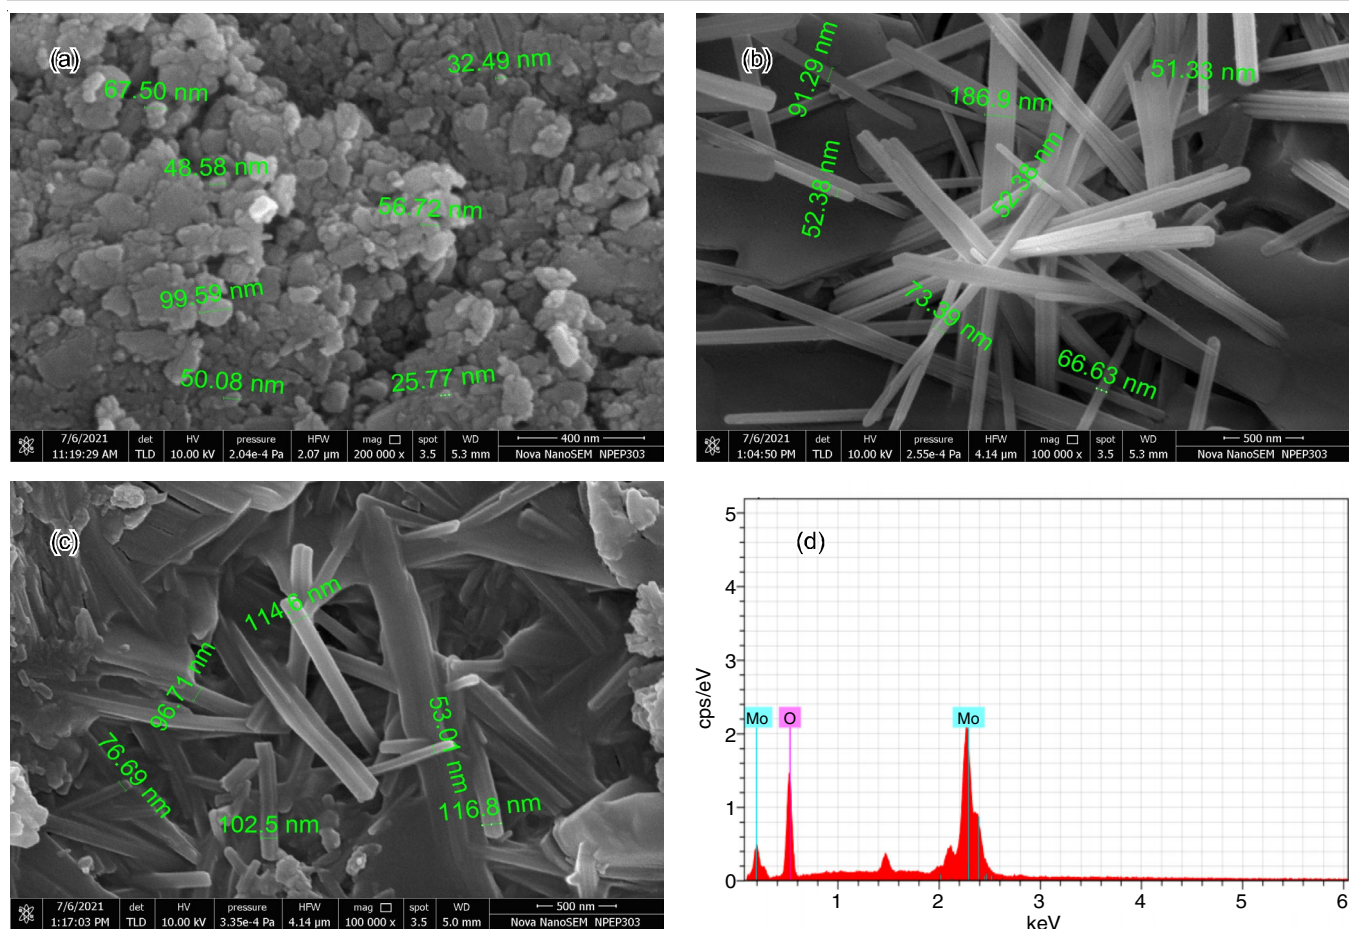 (a)
32.49 nm
67.50 nm
48.58 nm
56.72 nm
99.59 nm
50.08 nm
25.77 nm
7/6/2021 det HV pressure HFW mag spot WD 400 nm
11:19:29 AM TLD 10.00 kV 2.04e-4 Pa 2.07 µm 200 000 x 3.5 5.3 mm Nova NanoSEM NPEP303
(b)
91.29 nm
186.9 nm
51.33 nm
52.38 nm
52.38 nm
73.39 nm
66.63 nm
7/6/2021 det HV pressure HFW mag spot WD 500 nm
1:04:50 PM TLD 10.00 kV 2.55e-4 Pa 4.14 µm 100 000 x 3.5 5.3 mm Nova NanoSEM NPEP303
(c)
114.6 nm
96.71 nm
76.69 nm
53.01 nm
102.5 nm
116.8 nm
7/6/2021 det HV pressure HFW mag spot WD 500 nm
1:17:03 PM TLD 10.00 kV 3.35e-4 Pa 4.14 µm 100 000 x 3.5 5.0 mm Nova NanoSEM NPEP303
(d)
5
4
3
2
1
0
cps/eV
Mo O Mo
1 2 3 4 5 6
keV